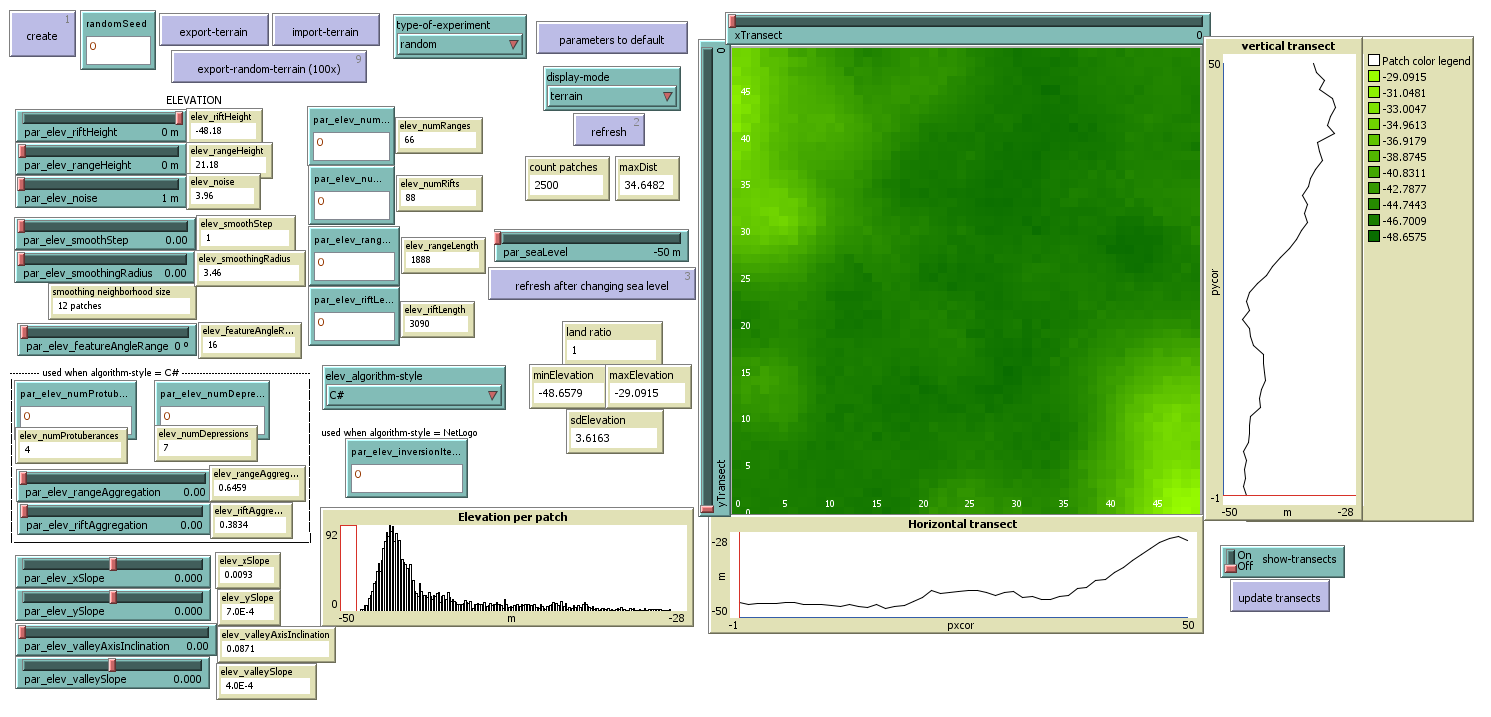 create
1
randomSeed
0
export-terrain
import-terrain
type-of-experiment
random
parameters to default
export-random-terrain (100x)
9
display-mode
terrain
refresh
2
count patches
2500
maxDist
34.6482
ELEVATION
par_elev_riftHeight 0 m
elev_riftHeight
-48.18
par_elev_rangeHeight 0 m
elev_rangeHeight
21.18
par_elev_noise 1 m
elev_noise
3.96
par_elev_smoothStep 0.00
elev_smoothStep
1
par_elev_smoothingRadius 0.00
elev_smoothingRadius
3.46
smoothing neighborhood size
12 patches
par_elev_featureAngleRange 0 º
elev_featureAngleR...
16
par_elev_num...
0
elev_numRanges
66
par_elev_nu...
0
elev_numRifts
88
par_elev_rang...
0
elev_rangeLength
1888
par_elev_riftLe...
0
elev_riftLength
3090
par_seaLevel -50 m
refresh after changing sea level
3
land ratio
1
minElevation
-48.6579
maxElevation
-29.0915
sdElevation
3.6163
used when algorithm-style = C#
par_elev_numProtub...
0
elev_numProtuberances
4
par_elev_numDepre...
0
elev_numDepressions
7
par_elev_rangeAggregation 0.00
elev_rangeAggreg...
0.6459
par_elev_riftAggregation 0.00
elev_riftAggre...
0.3834
elev_algorithm-style
C#
used when algorithm-style = NetLogo
par_elev_inversionIte...
0
par_elev_xSlope 0.000
elev_xSlope
0.0093
par_elev_ySlope 0.000
elev_ySlope
7.0E-4
par_elev_valleyAxisInclination 0.00
elev_valleyAxisInclination
0.0871
par_elev_valleySlope 0.000
elev_valleySlope
4.0E-4
Elevation per patch
92
0
-50
m
-28
xTransect 0
yTransect
0
45
40
35
30
25
20
15
10
5
0
0 5 10 15 20 25 30 35 40 45
Horizontal transect
-28
m
-50
-1
pxcor
50
vertical transect
50
pycor
-1
-50
m
-28
Patch color legend
-29.0915
-31.0481
-33.0047
-34.9613
-36.9179
-38.8745
-40.8311
-42.7877
-44.7443
-46.7009
-48.6575
On
Off
show-transects
update transects